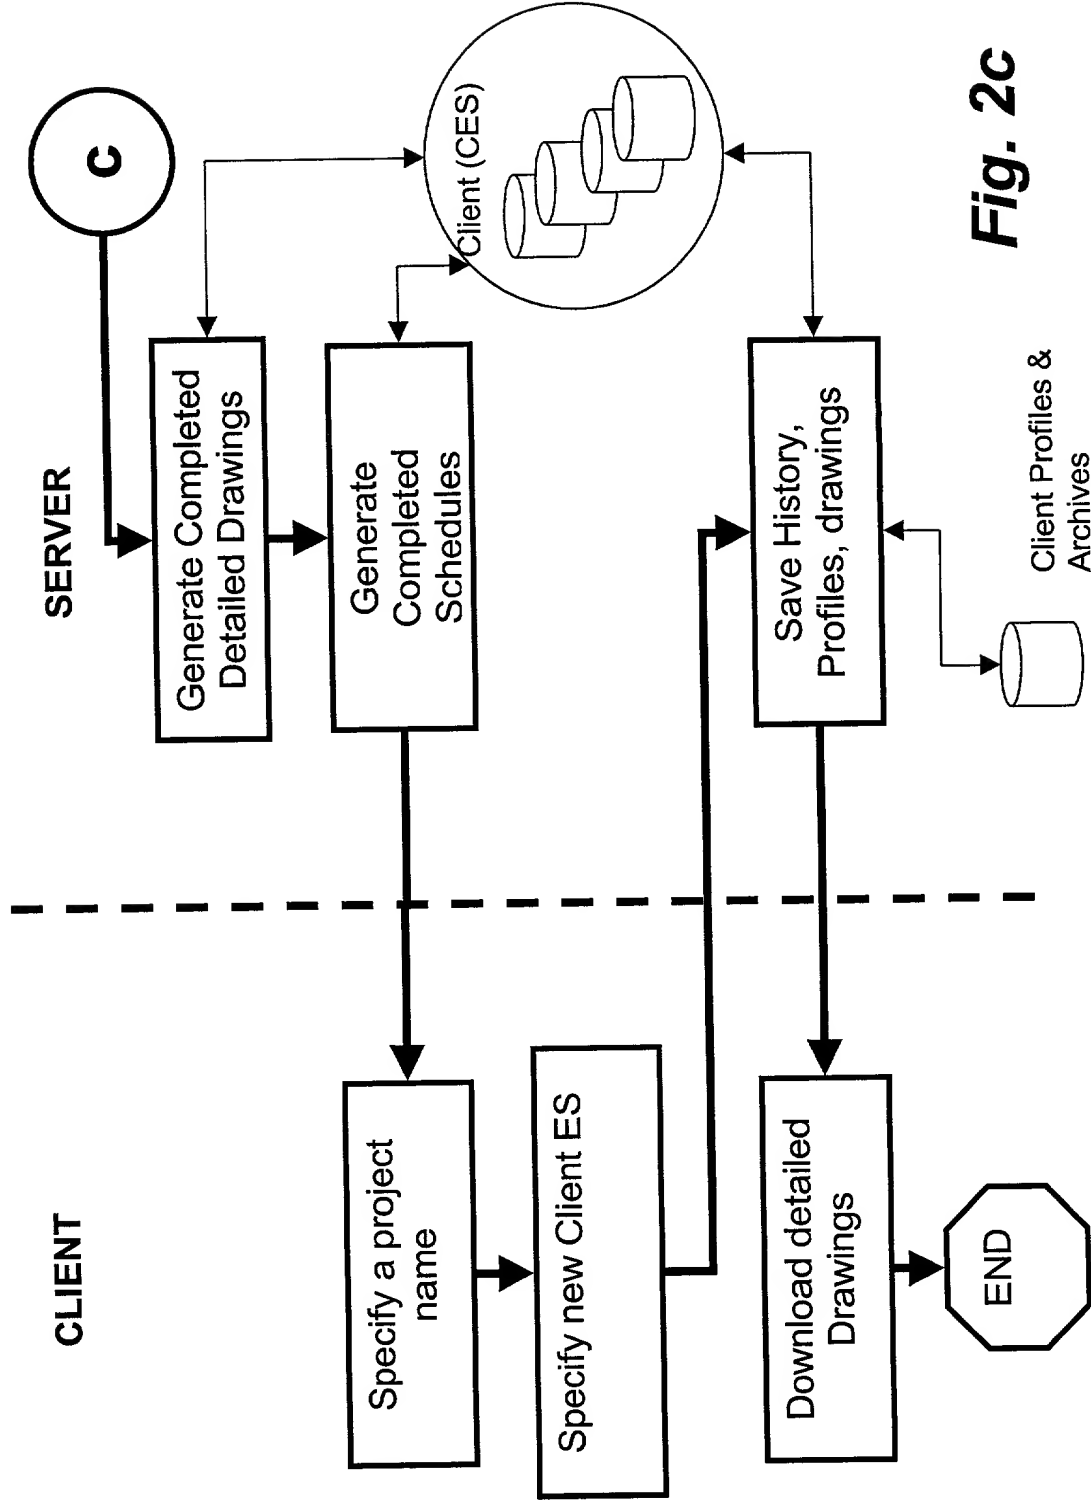 CLIENT
SERVER
C
Generate Completed
Detailed Drawings
Generate
Completed
Schedules
Client (CES)
Specify a project
name
Specify new Client ES
Save History,
Profiles, drawings
Download detailed
Drawings
END
Client Profiles &
Archives
Fig. 2c